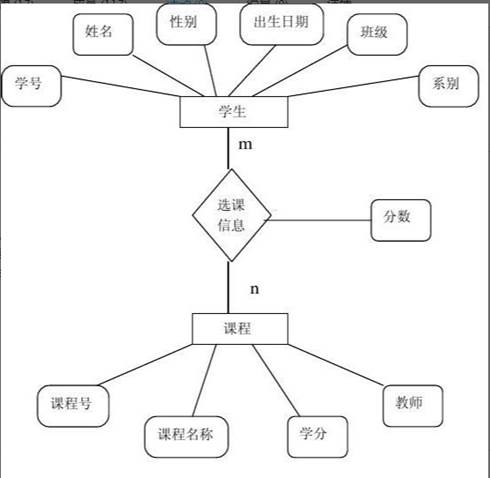 姓名
性别
出生日期
班级
学号
系别
学生
m
选课
信息
分数
n
课程
课程号
课程名称
学分
教师